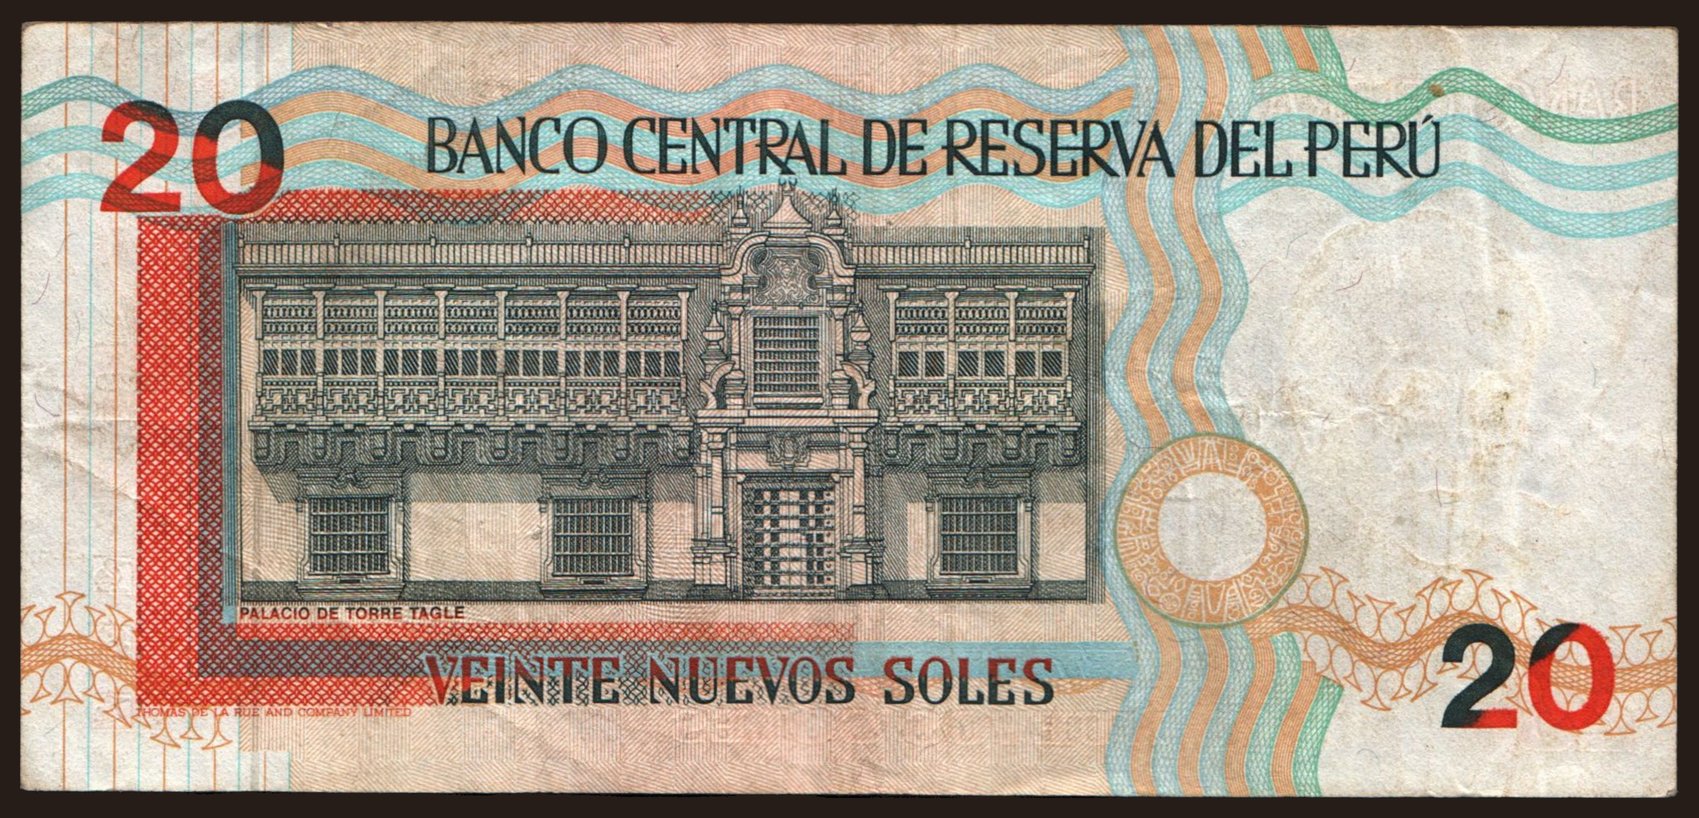 20
BANCO CENTRAL DE RESERVA DEL PERÚ
PALACIO DE TORRE TAGLE
VEINTE NUEVOS SOLES
THOMAS DE LA RUE AND COMPANY LIMITED
20